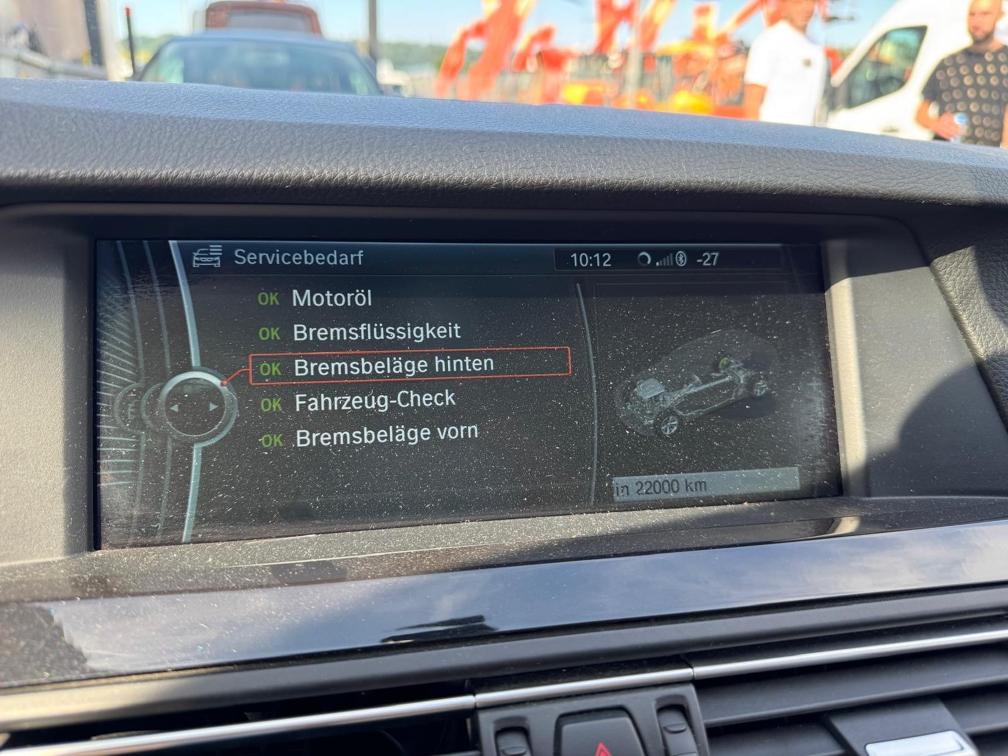 Servicebedarf
10:12 -27
OK Motoröl
OK Bremsflüssigkeit
OK Bremsbeläge hinten
OK Fahrzeug-Check
OK Bremsbeläge vorn
in 22000 km